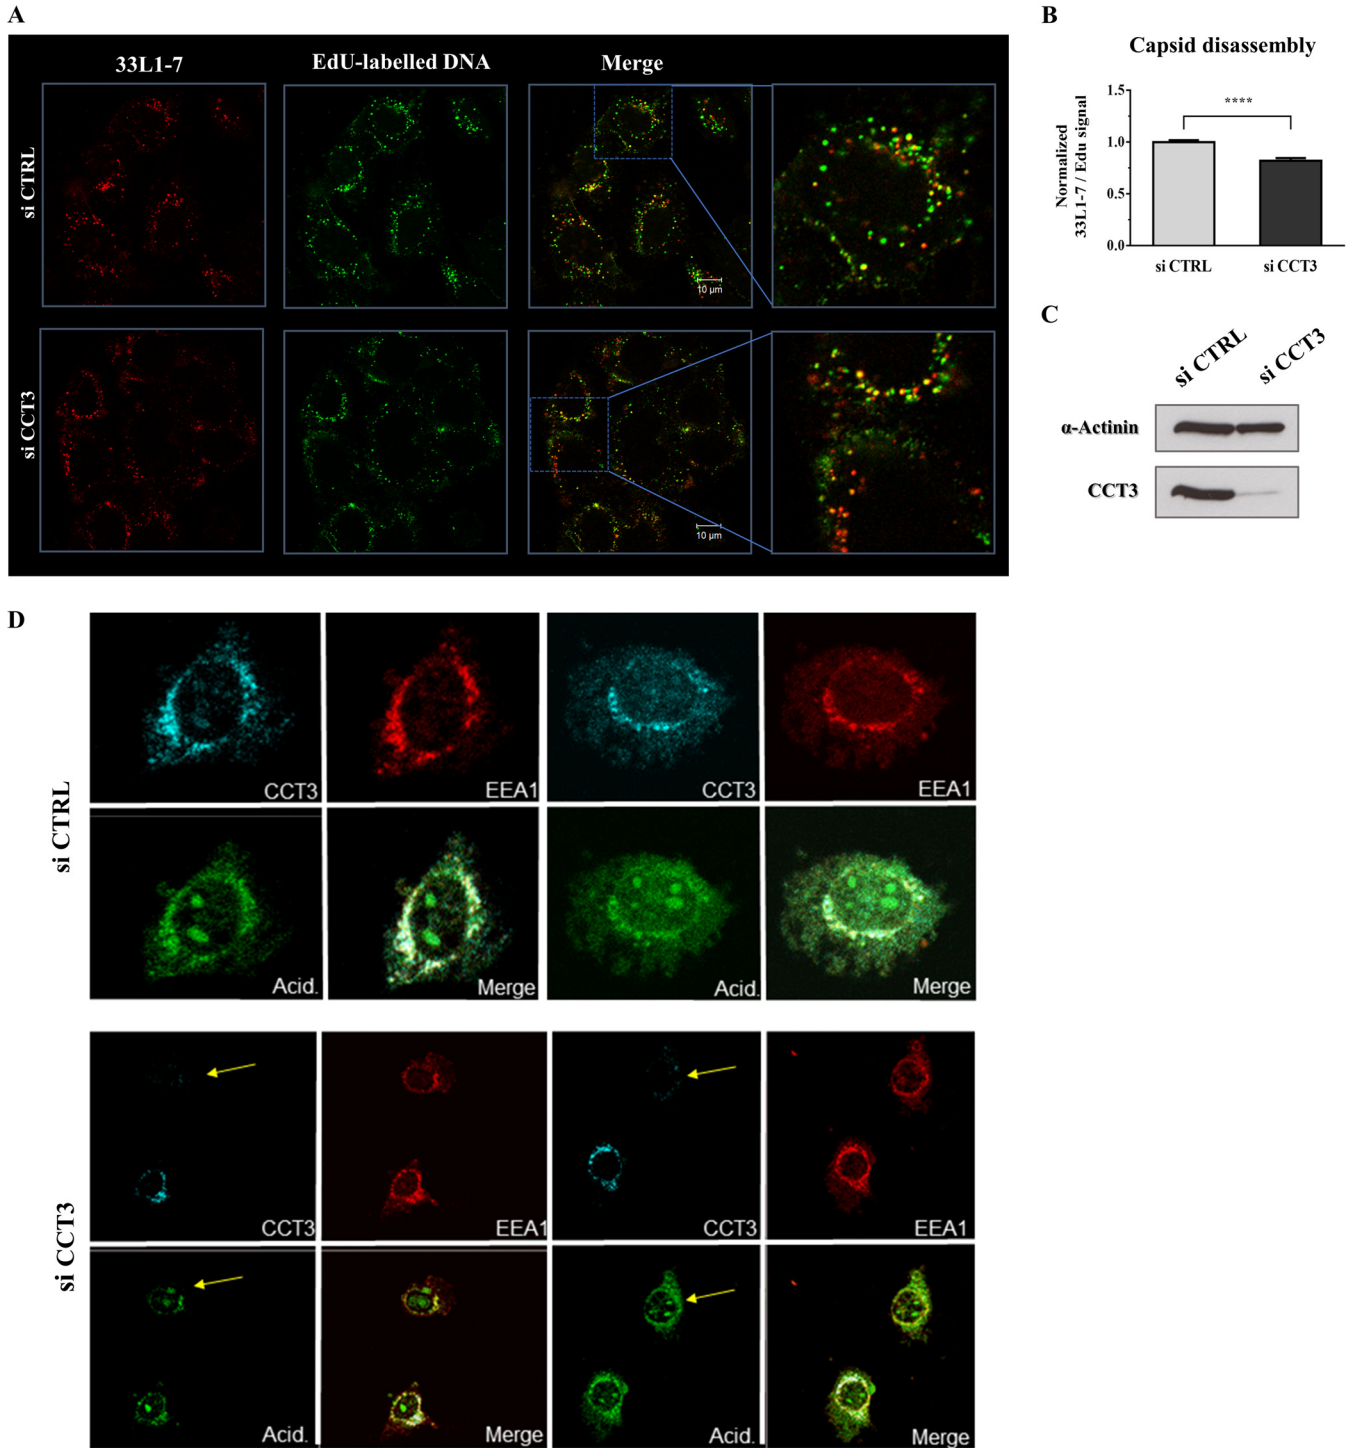 A
33L1-7
EdU-labelled DNA
Merge
si CTRL
10 µm
si CCT3
10 µm
B
Capsid disassembly
Normalized
33L1-7 / Edu signal
1.5
1.0
0.5
0.0
****
si CTRL
si CCT3
C
si CTRL
si CCT3
α-Actinin
CCT3
D
si CTRL
CCT3
EEA1
CCT3
EEA1
Acid.
Merge
Acid.
Merge
si CCT3
CCT3
EEA1
CCT3
EEA1
Acid.
Merge
Acid.
Merge